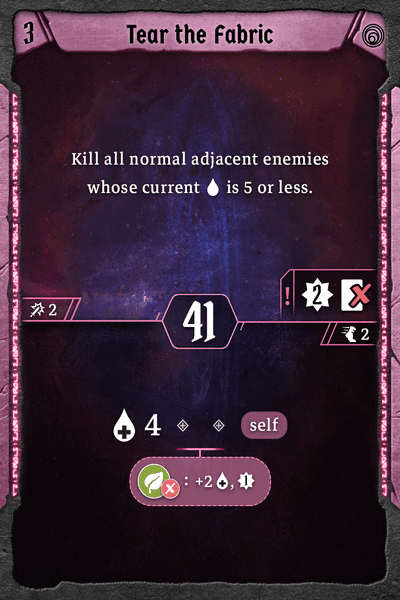 3 Tear the Fabric
Kill all normal adjacent enemies
whose current is 5 or less.
! 2
2 41
2
4 self
: +2 , 1